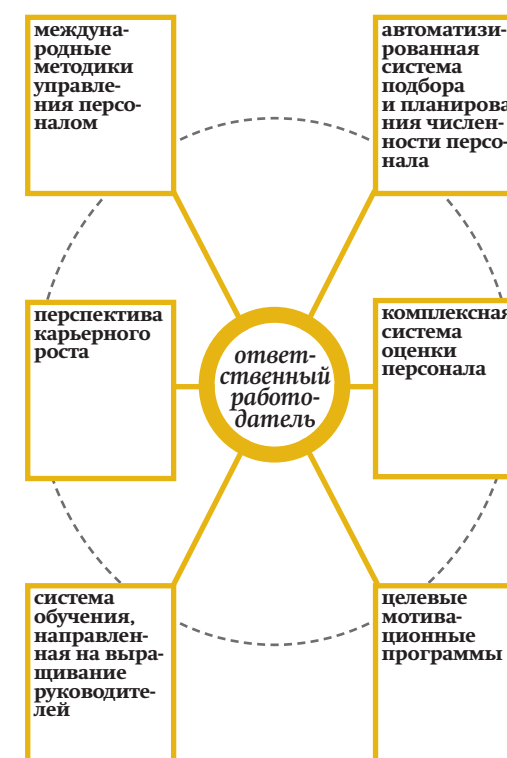 междуна-
родные
методики
управле-
ния персо-
налом
автоматизи-
рованная
система
подбора
и планирова
ния числен-
ности персо-
нала
перспектива
карьерного
роста
ответ-
ственный
работо-
датель
комплексная
система
оценки
персонала
система
обучения,
направлен-
ная на выра-
щивание
руководите-
лей
целевые
мотива-
ционные
программы